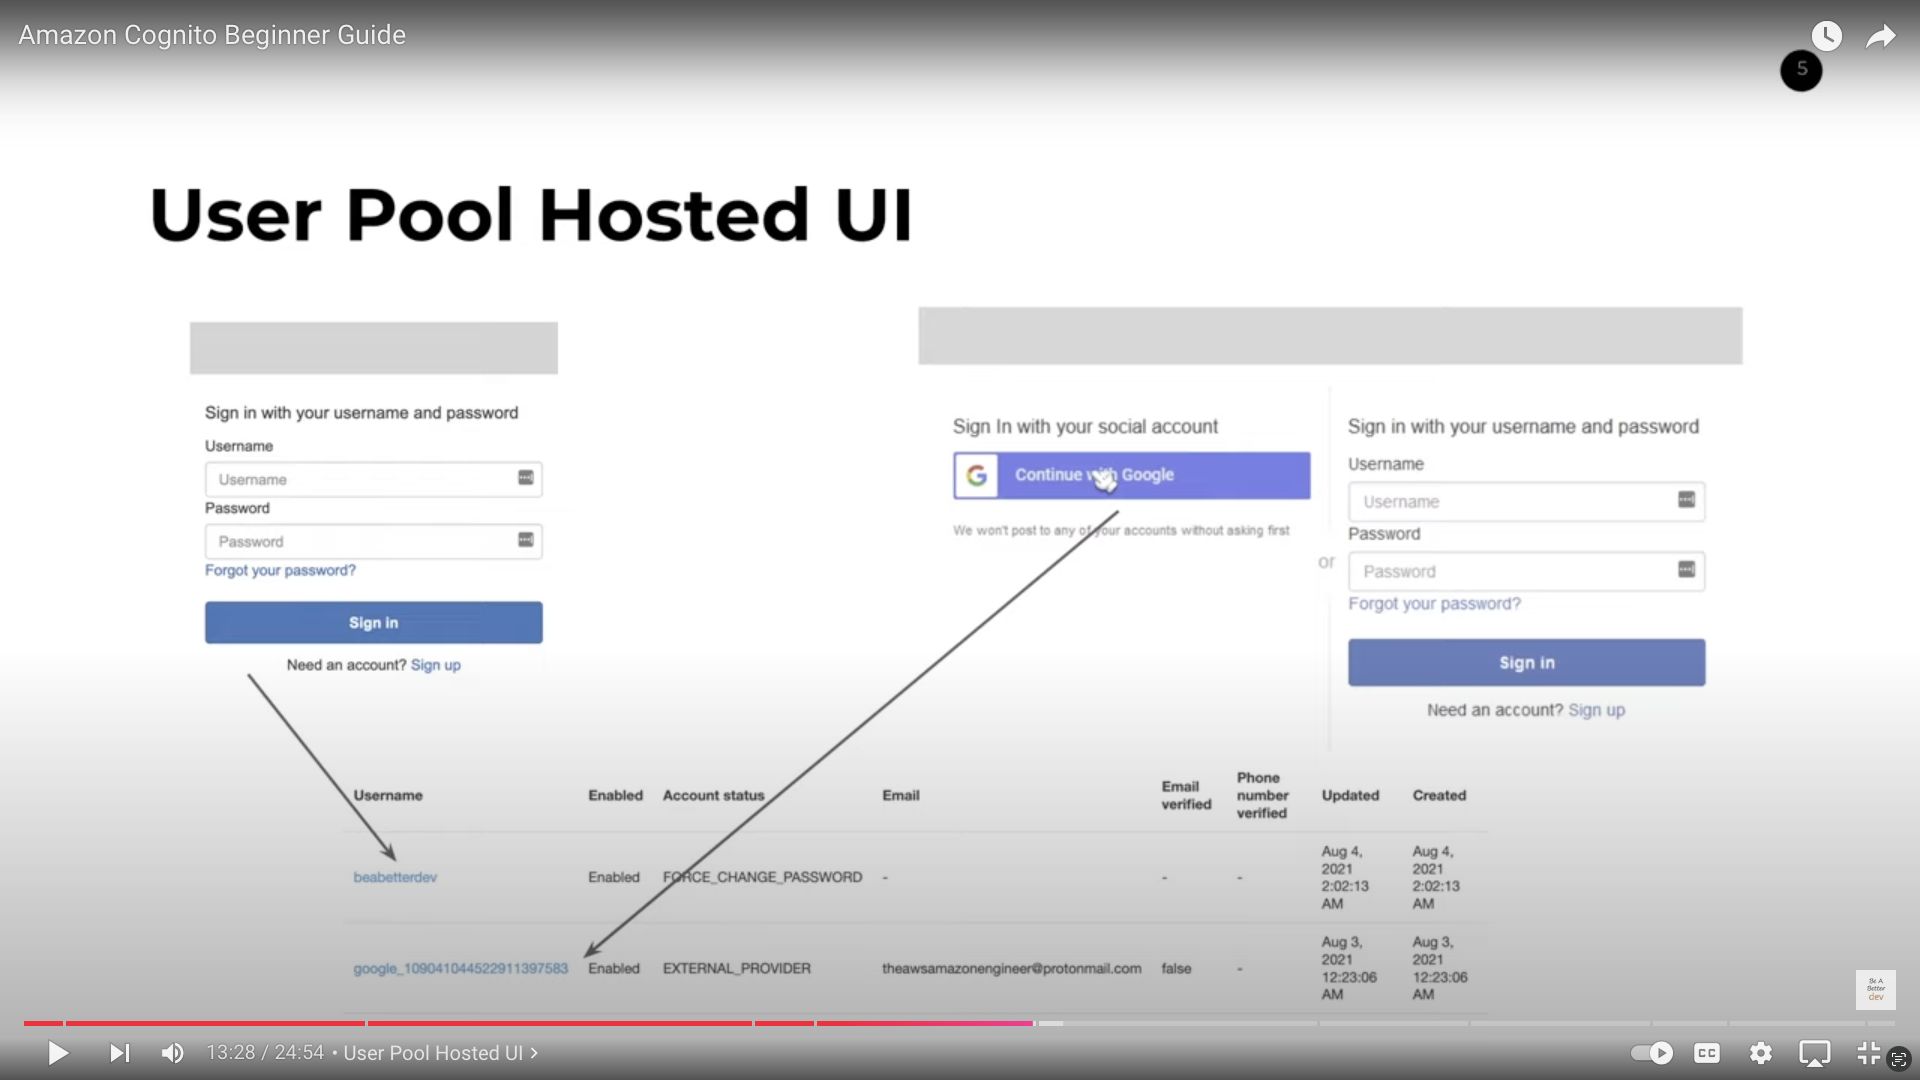 Amazon Cognito Beginner Guide
5
User Pool Hosted UI
Sign in with your username and password
Username
Username
Password
Password
Forgot your password?
Sign in
Need an account? Sign up
Sign In with your social account
G Continue with Google
We won't post to any of your accounts without asking first
or
Sign in with your username and password
Username
Username
Password
Password
Forgot your password?
Sign in
Need an account? Sign up
Username Enabled Account status Email Email verified Phone number verified Updated Created
beabetterdev Enabled FORCE_CHANGE_PASSWORD - - - Aug 4, 2021 2:02:13 AM Aug 4, 2021 2:02:13 AM
google_109041044522911397583 Enabled EXTERNAL_PROVIDER theawsamazonengineer@protonmail.com false - Aug 3, 2021 12:23:06 AM Aug 3, 2021 12:23:06 AM
Be A
Better
dev
13:28 / 24:54 • User Pool Hosted UI >
CC